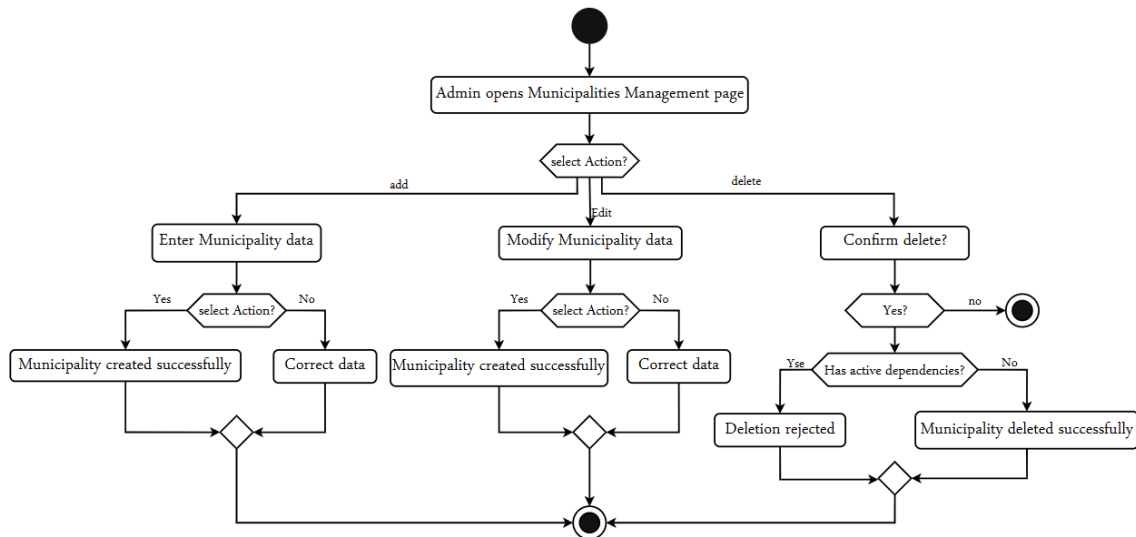 Admin opens Municipalities Management page
select Action?
add
Edit
delete
Enter Municipality data
Modify Municipality data
Confirm delete?
Yes
select Action?
No
Yes
select Action?
No
Yes?
no
Municipality created successfully
Correct data
Municipality created successfully
Correct data
Yse
Has active dependencies?
No
Deletion rejected
Municipality deleted successfully